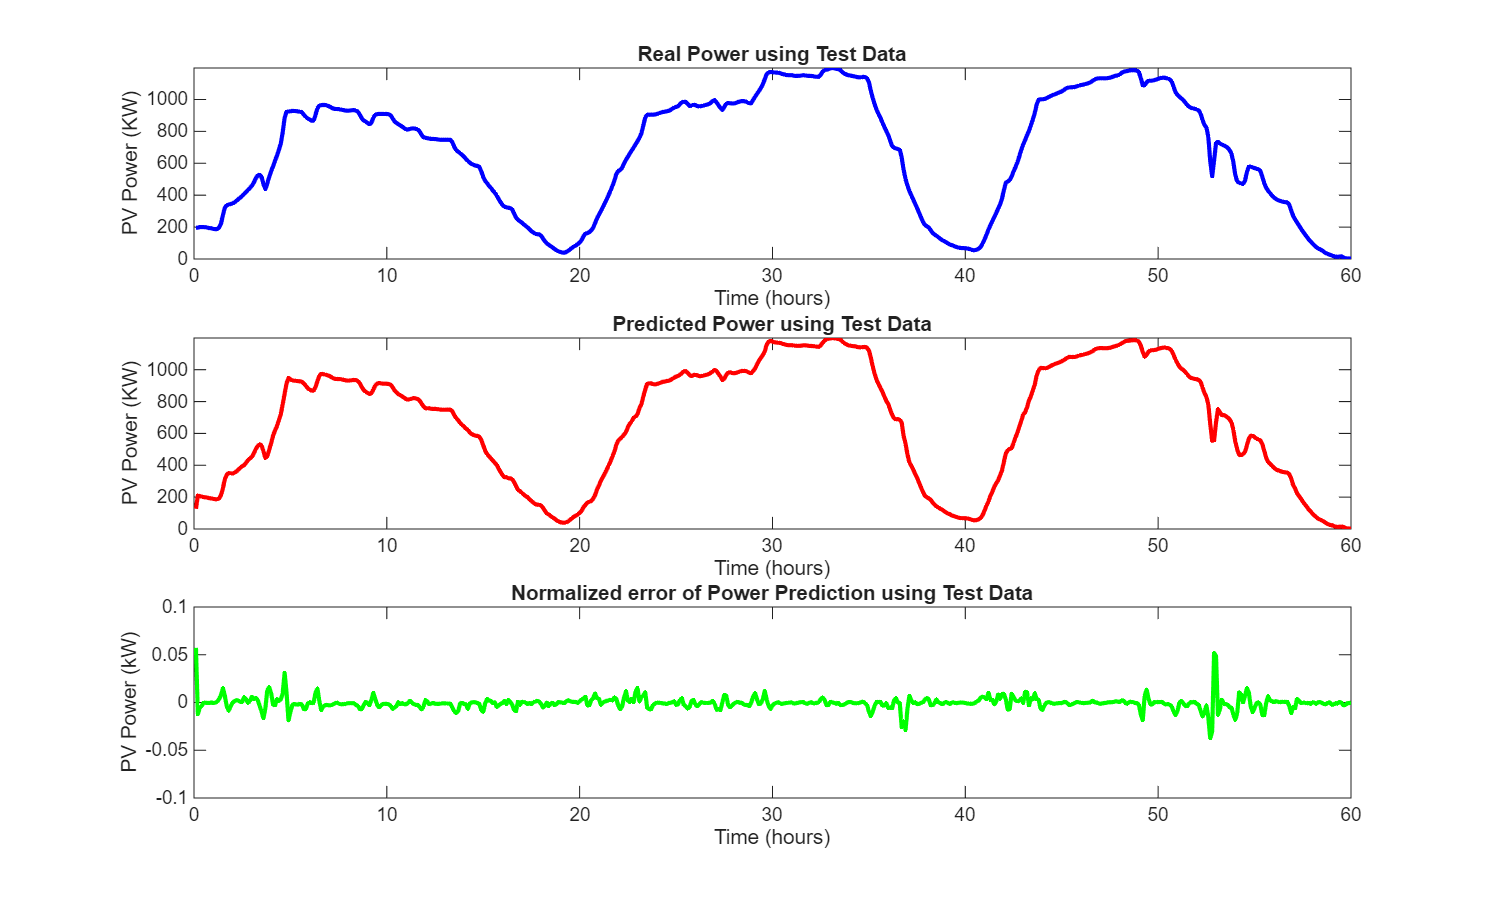 Real Power using Test Data
PV Power (KW)
1000
800
600
400
200
0
0 10 20 30 40 50 60
Time (hours)
Predicted Power using Test Data
PV Power (KW)
1000
800
600
400
200
0
0 10 20 30 40 50 60
Time (hours)
Normalized error of Power Prediction using Test Data
PV Power (kW)
0.1
0.05
0
-0.05
-0.1
0 10 20 30 40 50 60
Time (hours)